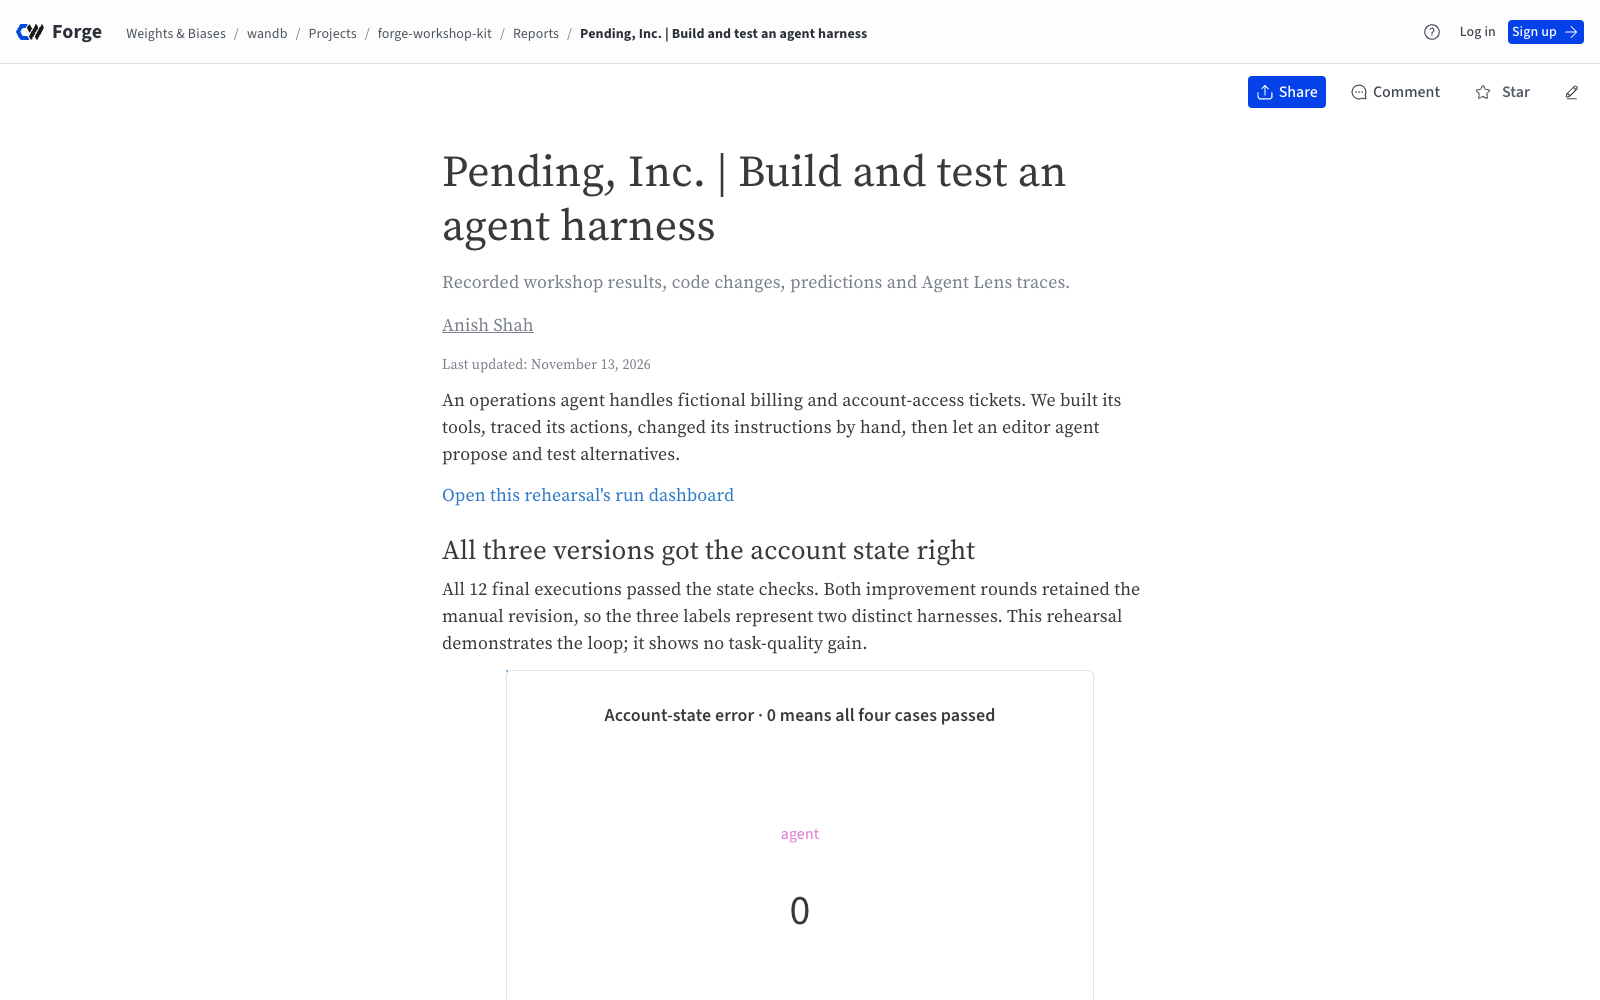 Forge
Weights & Biases / wandb / Projects / forge-workshop-kit / Reports / Pending, Inc. | Build and test an agent harness
Log in
Sign up
Share
Comment
Star
Pending, Inc. | Build and test an
agent harness
Recorded workshop results, code changes, predictions and Agent Lens traces.
Anish Shah
Last updated: November 13, 2026
An operations agent handles fictional billing and account-access tickets. We built its
tools, traced its actions, changed its instructions by hand, then let an editor agent
propose and test alternatives.
Open this rehearsal's run dashboard
All three versions got the account state right
All 12 final executions passed the state checks. Both improvement rounds retained the
manual revision, so the three labels represent two distinct harnesses. This rehearsal
demonstrates the loop; it shows no task-quality gain.
Account-state error · 0 means all four cases passed
agent
0